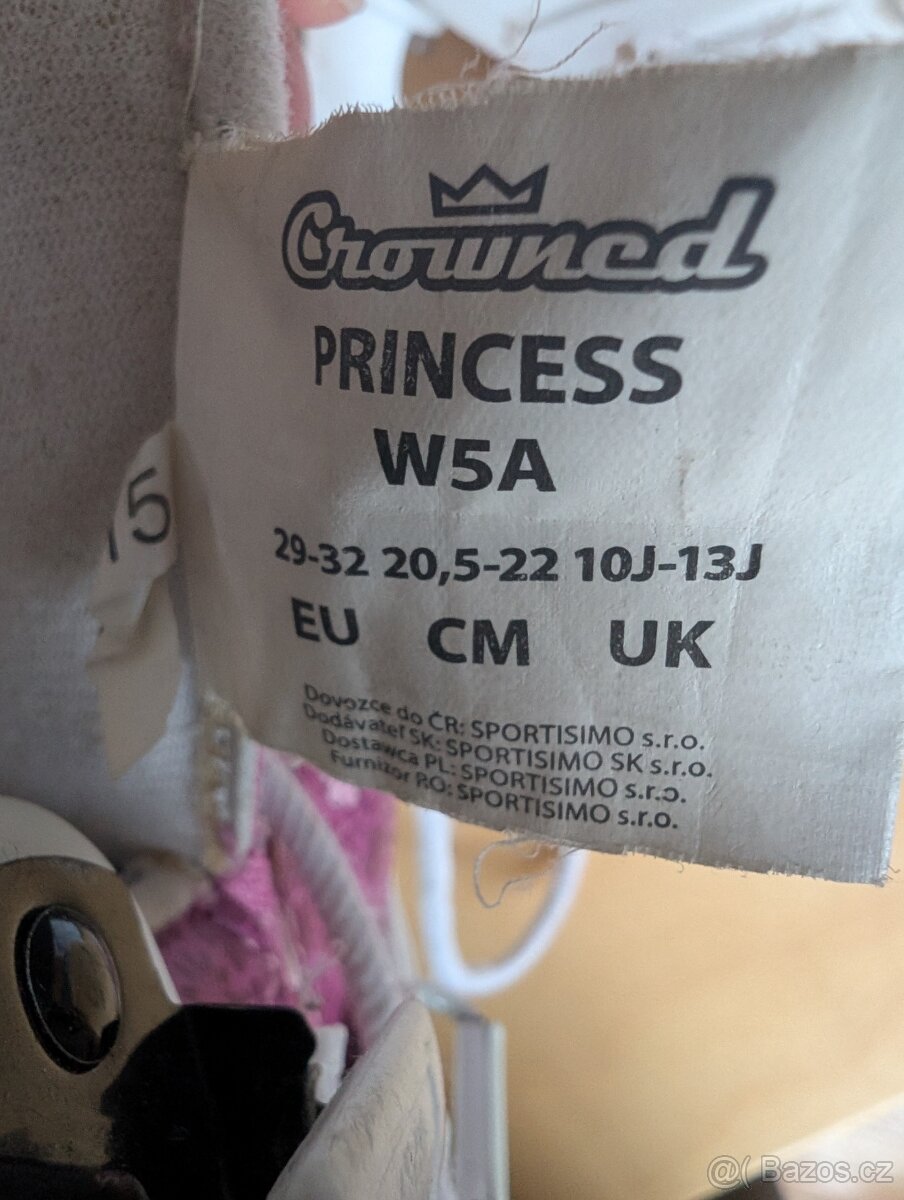 Crowned
PRINCESS
W5A
15
29-32 20,5-22 10J-13J
EU CM UK
Dovozce do ČR: SPORTISIMO s.r.o.
Dodávateľ SK: SPORTISIMO SK s.r.o.
Dostawca PL: SPORTISIMO s.r.o.
Furnizor RO: SPORTISIMO s.r.o.
@( Bazos.cz